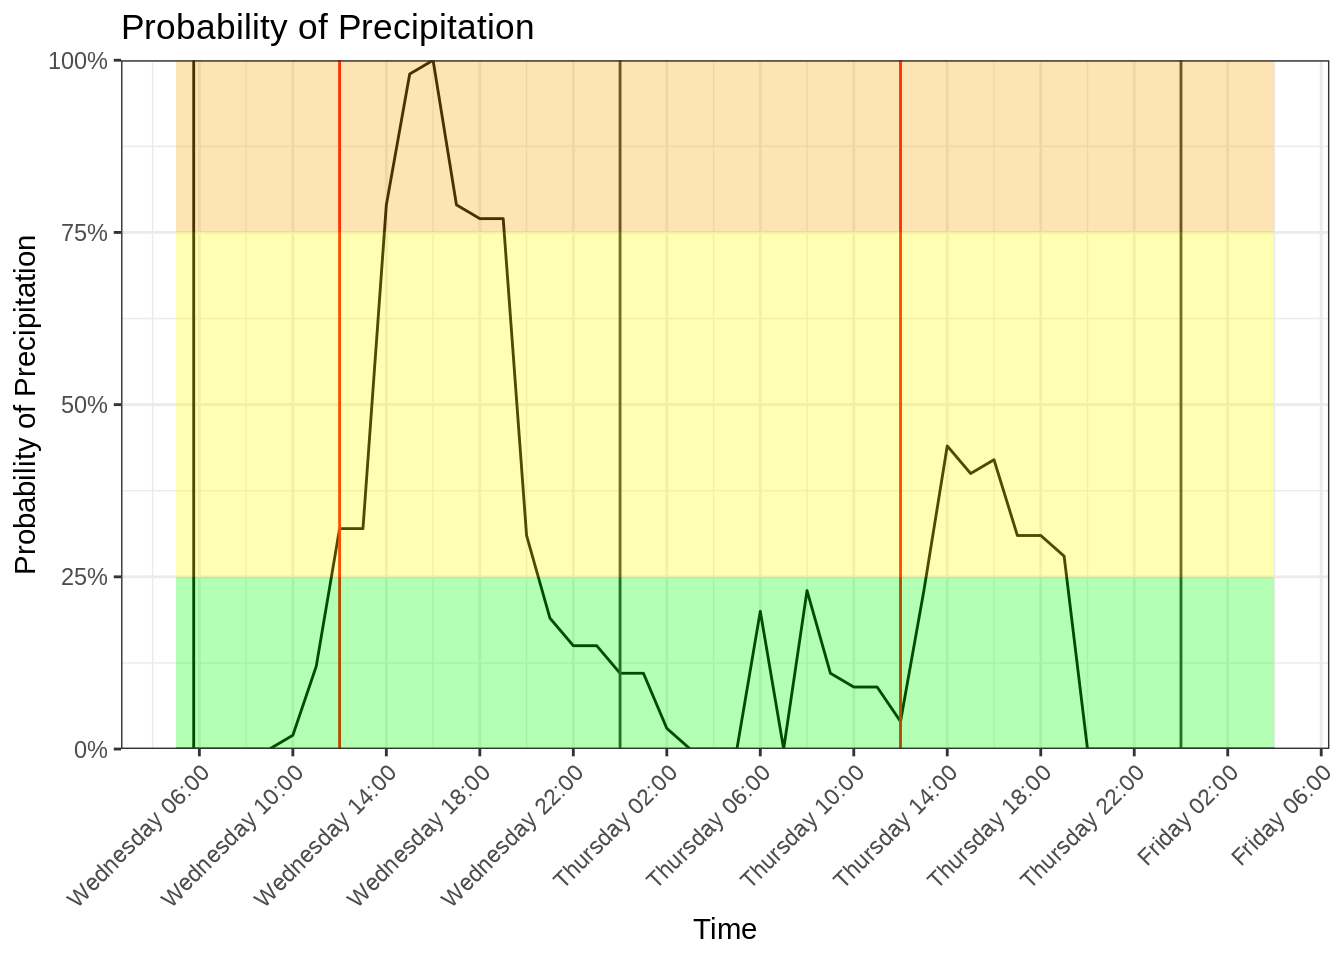 Probability of Precipitation
100%
75%
50%
25%
0%
Probability of Precipitation
Wednesday 06:00
Wednesday 10:00
Wednesday 14:00
Wednesday 18:00
Wednesday 22:00
Thursday 02:00
Thursday 06:00
Thursday 10:00
Thursday 14:00
Thursday 18:00
Thursday 22:00
Friday 02:00
Friday 06:00
Time